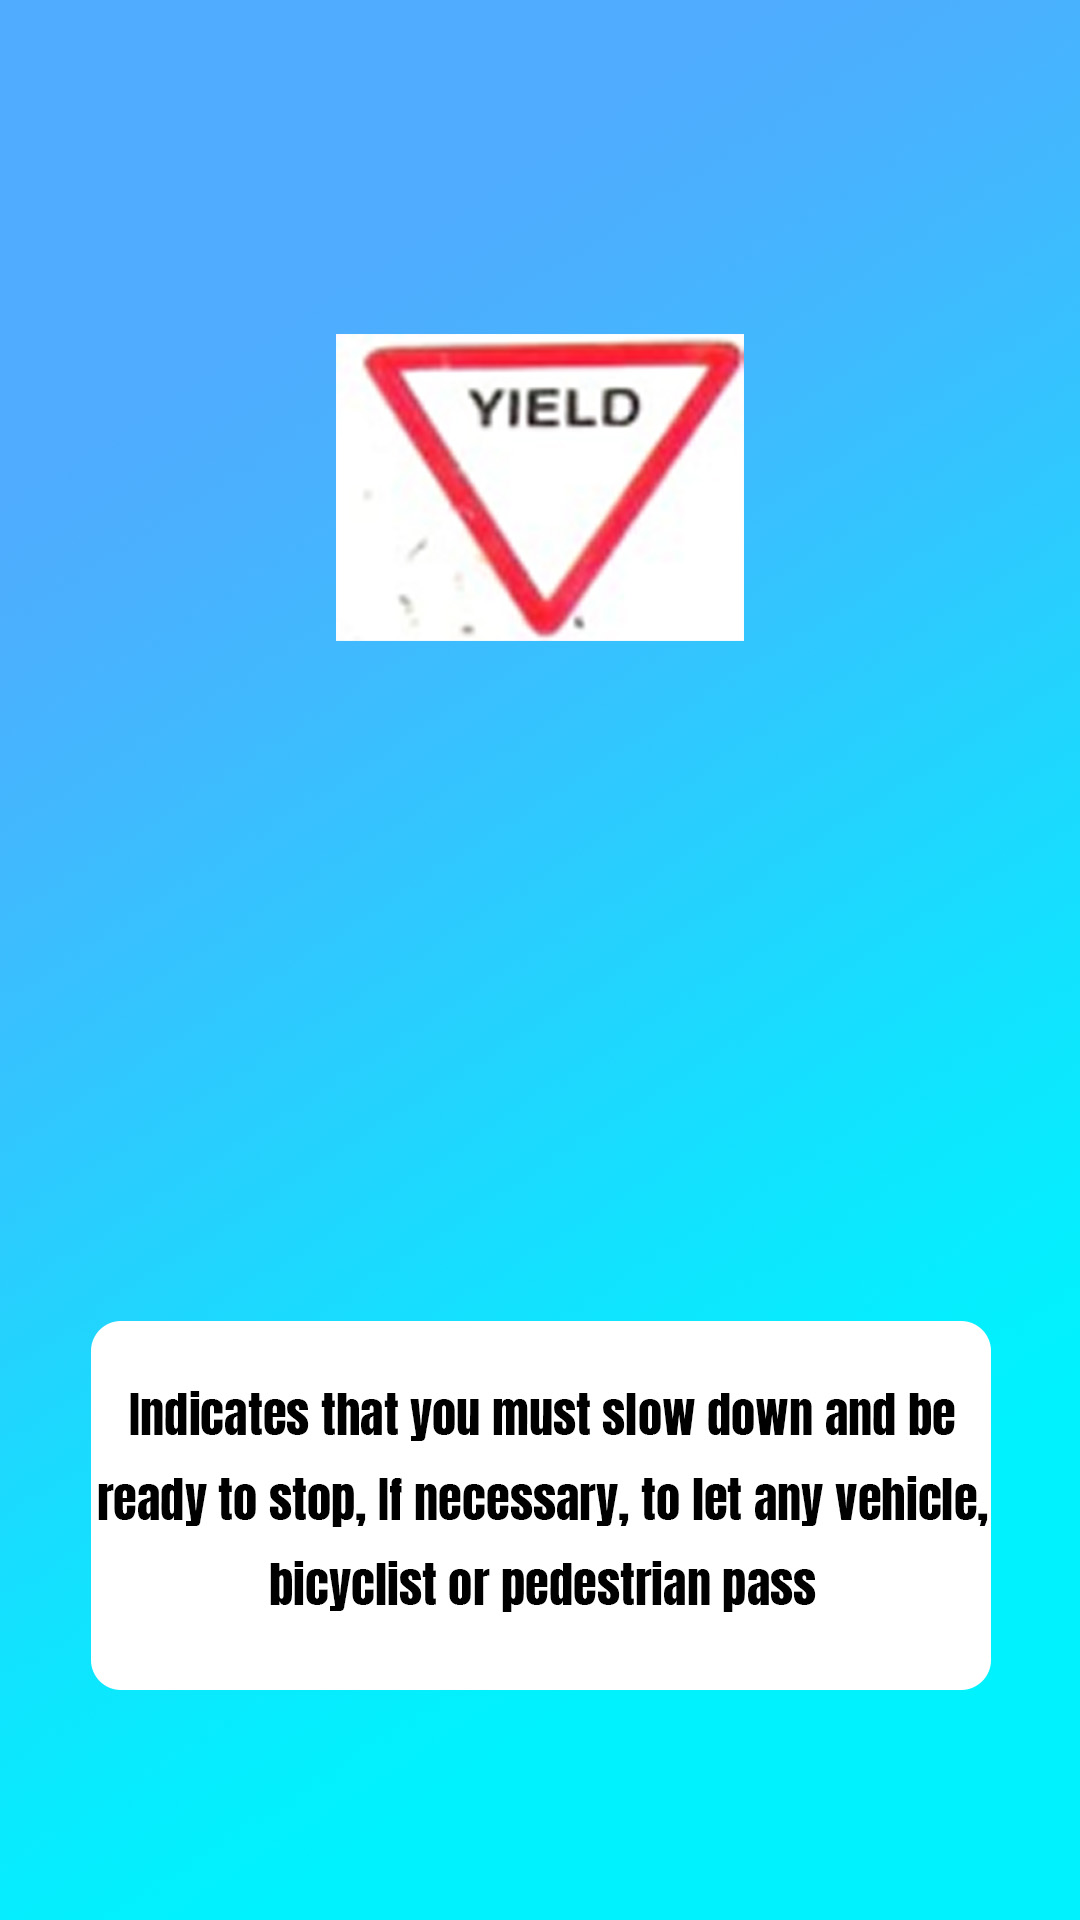 YIELD
Indicates that you must slow down and be
ready to stop, If necessary, to let any vehicle,
bicyclist or pedestrian pass